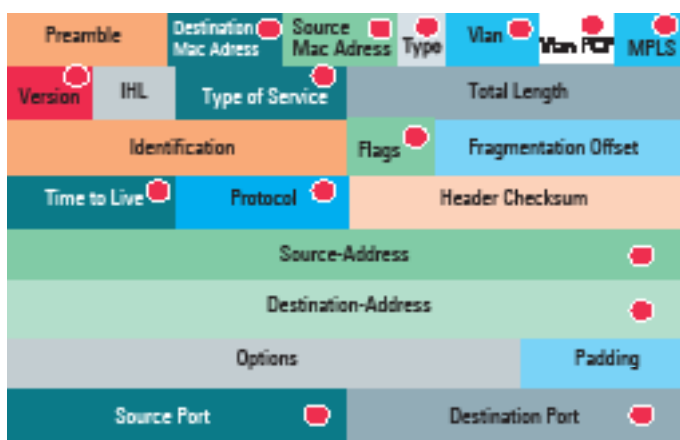 Preamble
Destination
Mac Adress
Source
Mac Adress
Type
Vlan
Vlan PCP
MPLS
Version
IHL
Type of Service
Total Length
Identification
Flags
Fragmentation Offset
Time to Live
Protocol
Header Checksum
Source-Address
Destination-Address
Options
Padding
Source Port
Destination Port